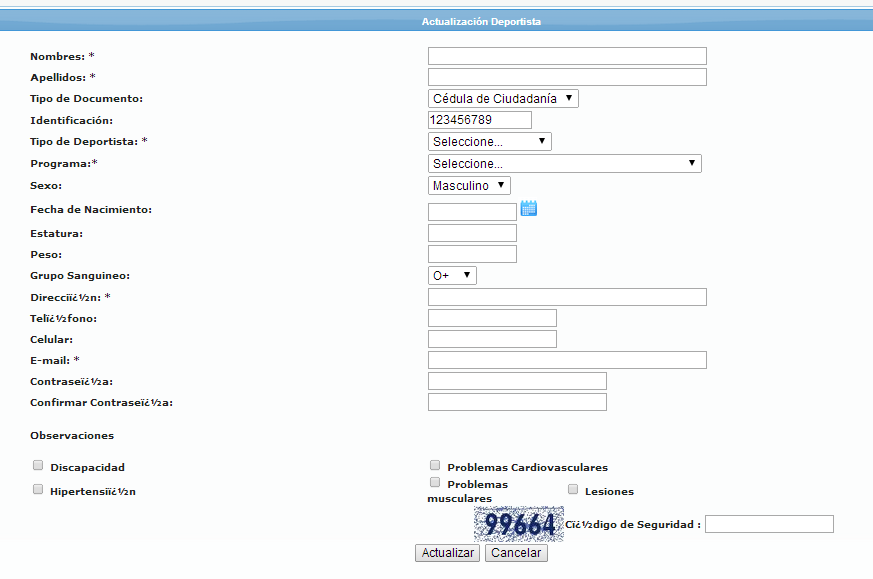 Actualización Deportista
Nombres: *
Apellidos: *
Tipo de Documento: Cédula de Ciudadanía
Identificación: 123456789
Tipo de Deportista: * Seleccione...
Programa:* Seleccione...
Sexo: Masculino
Fecha de Nacimiento:
Estatura:
Peso:
Grupo Sanguineo: O+
Direcciï¿½n: *
Telï¿½fono:
Celular:
E-mail: *
Contraseï¿½a:
Confirmar Contraseï¿½a:
Observaciones
Discapacidad Problemas Cardiovasculares
Hipertensiï¿½n Problemas musculares Lesiones
99664 Cï¿½digo de Seguridad :
Actualizar Cancelar